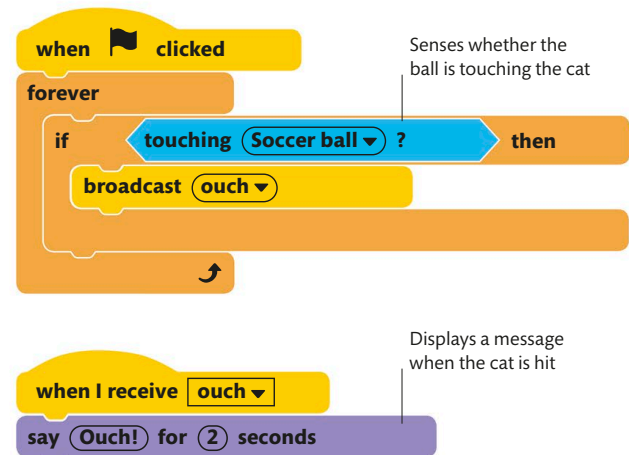 when clicked
Senses whether the
ball is touching the cat
forever
if touching Soccer ball ? then
broadcast ouch
Displays a message
when the cat is hit
when I receive ouch
say Ouch! for 2 seconds